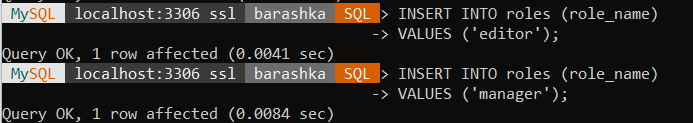 MySQL localhost:3306 ssl barashka SQL > INSERT INTO roles (role_name)
-> VALUES ('editor');
Query OK, 1 row affected (0.0041 sec)
MySQL localhost:3306 ssl barashka SQL > INSERT INTO roles (role_name)
-> VALUES ('manager');
Query OK, 1 row affected (0.0084 sec)